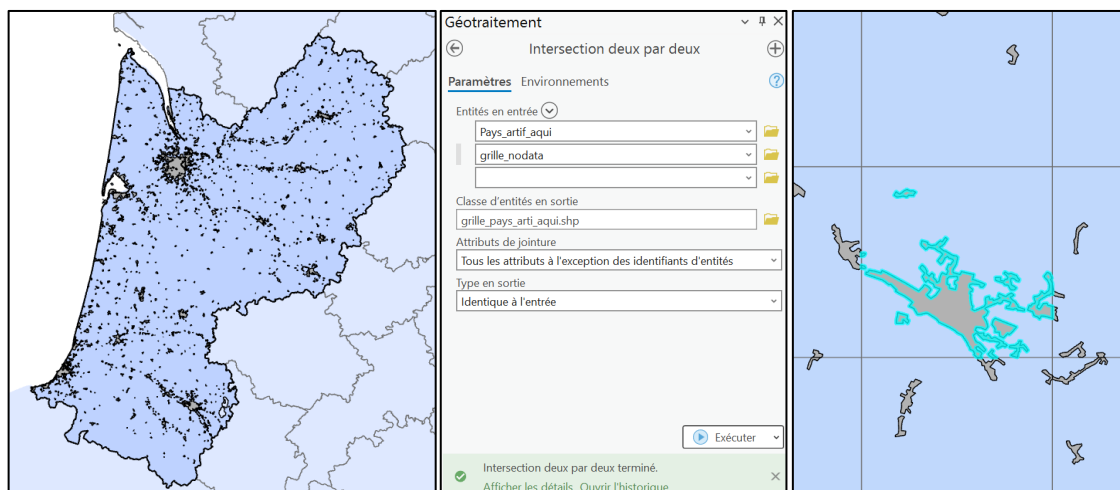 Géotraitement
Intersection deux par deux
Paramètres Environnements
Entités en entrée
Pays_artif_aqui
grille_nodata
Classe d'entités en sortie
grille_pays_arti_aqui.shp
Attributs de jointure
Tous les attributs à l'exception des identifiants d'entités
Type en sortie
Identique à l'entrée
Exécuter
Intersection deux par deux terminé.
Afficher les détails Ouvrir l'historique